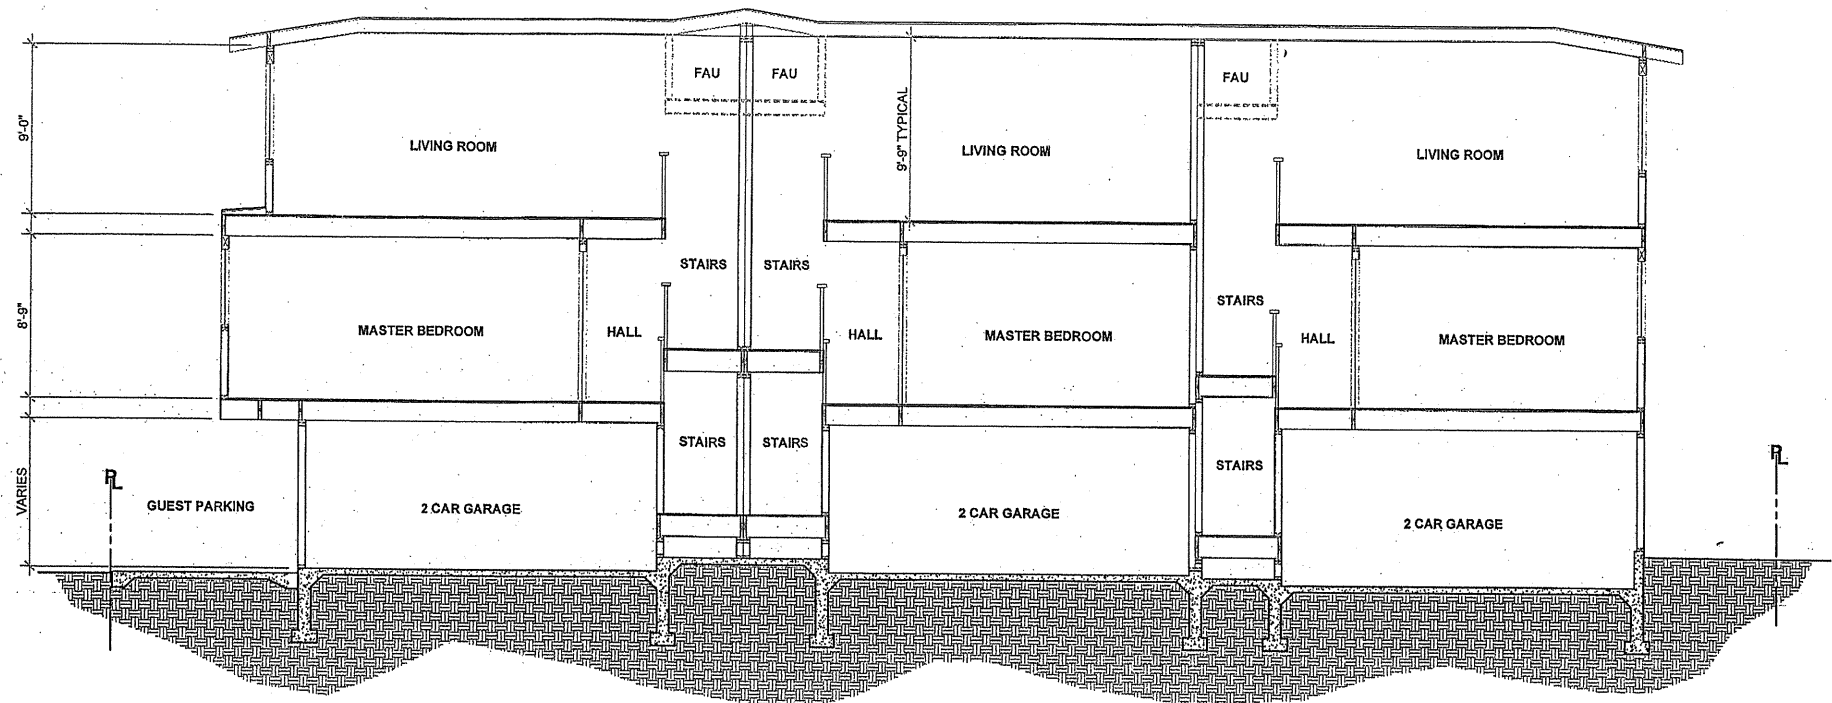 FAU
FAU
FAU
9'-0"
9'-9" TYPICAL
LIVING ROOM
LIVING ROOM
LIVING ROOM
STAIRS
STAIRS
STAIRS
8'-9"
MASTER BEDROOM
HALL
HALL
MASTER BEDROOM
HALL
MASTER BEDROOM
STAIRS
STAIRS
STAIRS
PL
PL
VARIES
GUEST PARKING
2 CAR GARAGE
2 CAR GARAGE
2 CAR GARAGE